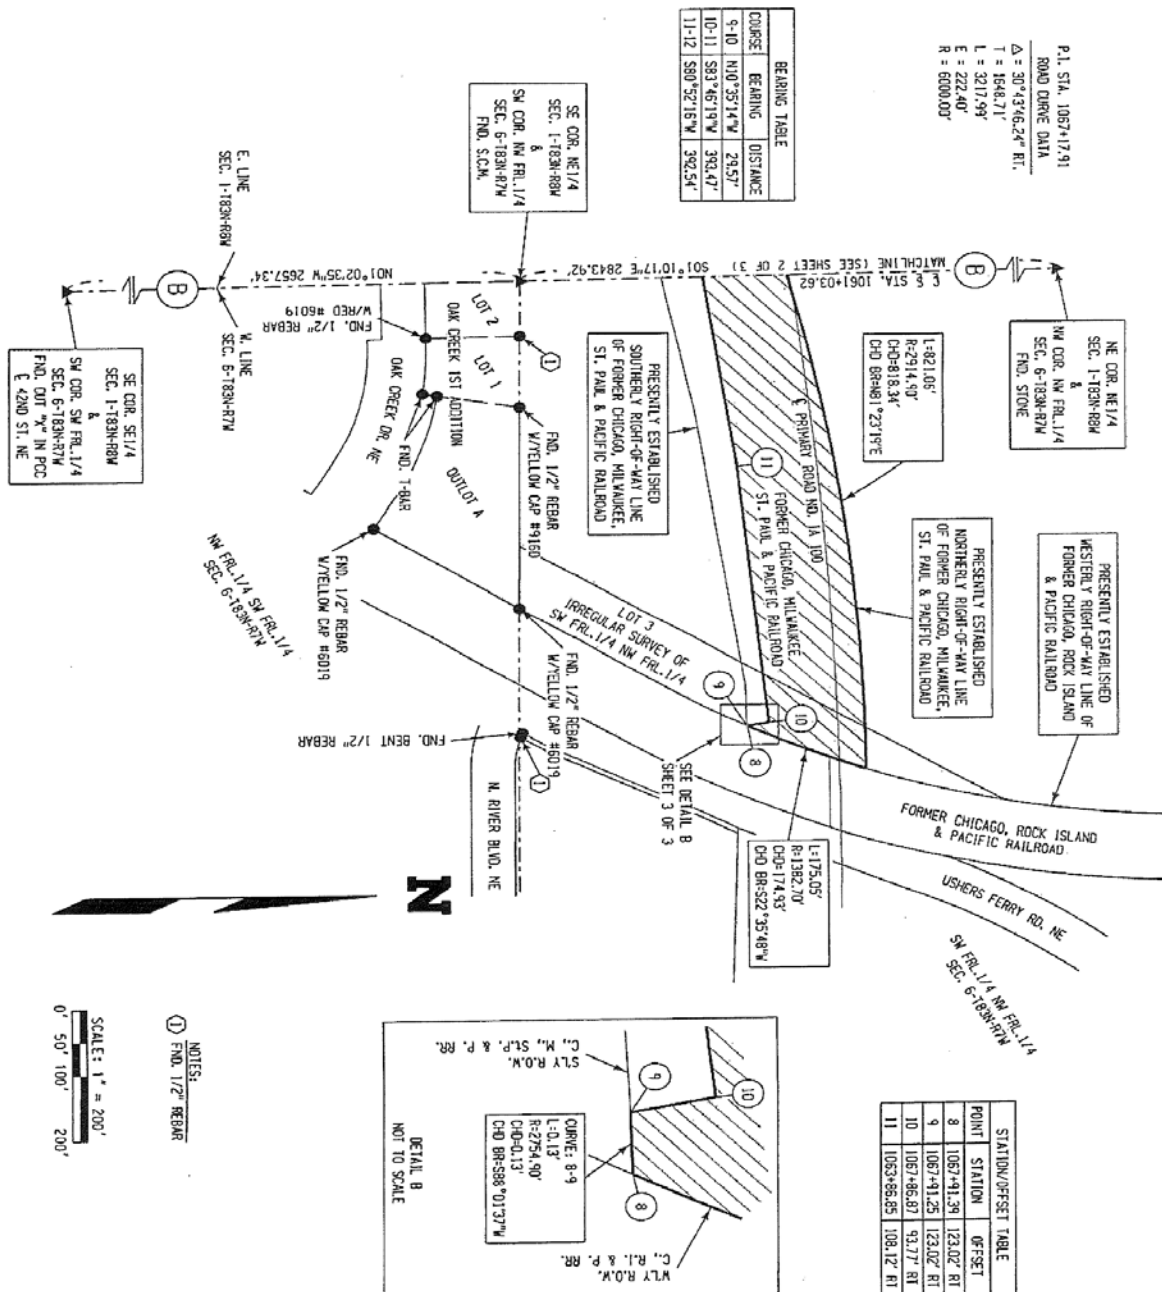 P.I. STA. 1067+17.91
ROAD CURVE DATA
Δ = 30°43'46.24" RT.
T = 1648.71'
L = 3217.99'
E = 222.40'
R = 6000.00'
BEARING TABLE
COURSE BEARING DISTANCE
9-10 N10°35'14"W 29.57'
10-11 S83°46'19"W 393.47'
11-12 S80°52'16"W 392.54'
SE COR. NE1/4
SEC. 1-T83N-R8W
&
SW COR. NW FRL.1/4
SEC. 6-T83N-R7W
FND. S.C.M.
E. LINE
SEC. 1-T83N-R8W
W. LINE
SEC. 6-T83N-R7W
B
SE COR. SE1/4
SEC. 1-T83N-R8W
&
SW COR. SW FRL.1/4
SEC. 6-T83N-R7W
FND. CUT "X" IN PCC
℄ 42ND ST. NE
N01°02'35"W 2657.34'
S01°10'17"E 2843.92'
MATCHLINE (SEE SHEET 2 OF 3)
℄ STA. 1061+03.62
B
NE COR. NE1/4
SEC. 1-T83N-R8W
&
NW COR. NW FRL.1/4
SEC. 6-T83N-R7W
FND. STONE
L=821.05'
R=2914.90'
CHD=818.34'
CHD BR=N81°23'19"E
PRESENTLY ESTABLISHED
SOUTHERLY RIGHT-OF-WAY LINE
OF FORMER CHICAGO, MILWAUKEE,
ST. PAUL & PACIFIC RAILROAD
PRESENTLY ESTABLISHED
NORTHERLY RIGHT-OF-WAY LINE
OF FORMER CHICAGO, MILWAUKEE,
ST. PAUL & PACIFIC RAILROAD
PRESENTLY ESTABLISHED
WESTERLY RIGHT-OF-WAY LINE OF
FORMER CHICAGO, ROCK ISLAND
& PACIFIC RAILROAD
℄ PRIMARY ROAD NO. IA 100
11
FORMER CHICAGO, MILWAUKEE
ST. PAUL & PACIFIC RAILROAD
LOT 2
LOT 1
OAK CREEK 1ST ADDITION
OUTLOT A
OAK CREEK DR. NE
FND. 1/2" REBAR
W/RED #6019
1
FND. T-BAR
FND. 1/2" REBAR
W/YELLOW CAP #9160
FND. 1/2" REBAR
W/YELLOW CAP #6019
NW FRL.1/4 SW FRL.1/4
SEC. 6-T83N-R7W
LOT 3
IRREGULAR SURVEY OF
SW FRL.1/4 NW FRL.1/4
FND. 1/2" REBAR
W/YELLOW CAP #6019
FND. BENT 1/2" REBAR
1
N. RIVER BLVD. NE
9
10
8
SEE DETAIL B
SHEET 3 OF 3
L=175.05'
R=1382.70'
CHD=174.93'
CHD BR=S22°35'48"W
FORMER CHICAGO, ROCK ISLAND
& PACIFIC RAILROAD
USHERS FERRY RD. NE
SW FRL.1/4 NW FRL.1/4
SEC. 6-T83N-R7W
N
NOTES:
1 FND. 1/2" REBAR
SCALE: 1" = 200'
0' 50' 100' 200'
S'LY R.O.W.
C., M., St.P. & P. RR.
9
10
8
CURVE: 8-9
L=0.13'
R=2754.90'
CHD=0.13'
CHD BR=S88°01'37"W
W'LY R.O.W.
C., R.I. & P. RR.
DETAIL B
NOT TO SCALE
STATION/OFFSET TABLE
POINT STATION OFFSET
8 1067+91.39 123.02' RT
9 1067+91.25 123.02' RT
10 1067+86.87 93.77' RT
11 1063+86.85 108.12' RT